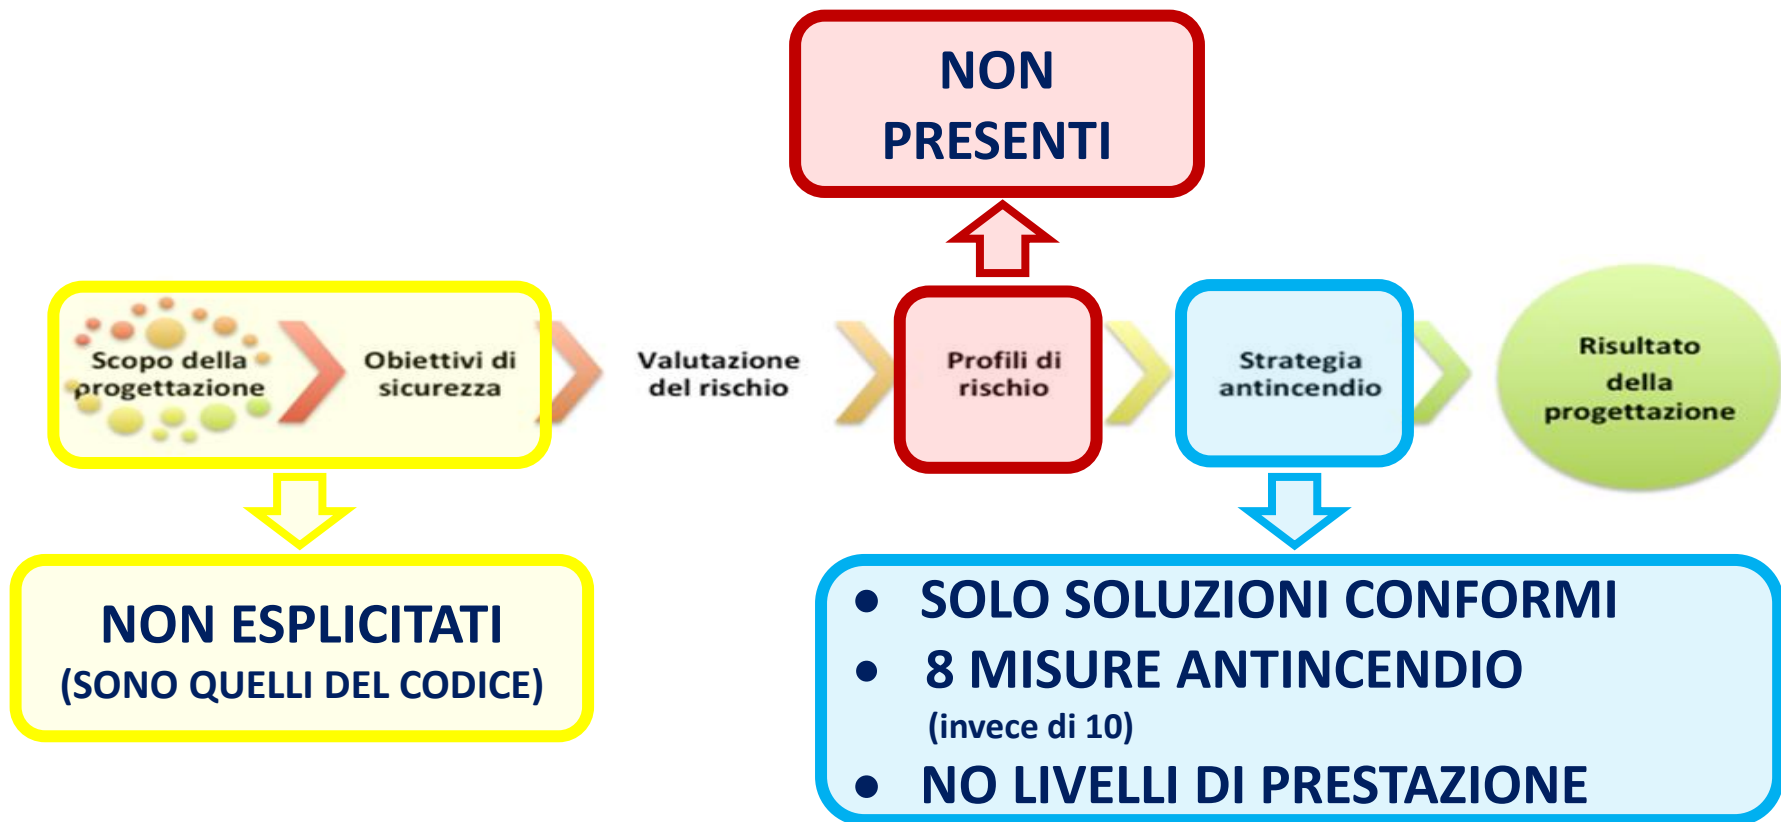 NON
PRESENTI
Scopo della
progettazione
Obiettivi di
sicurezza
Valutazione
del rischio
Profili di
rischio
Strategia
antincendio
Risultato
della
progettazione
NON ESPLICITATI
(SONO QUELLI DEL CODICE)
• SOLO SOLUZIONI CONFORMI
• 8 MISURE ANTINCENDIO
(invece di 10)
• NO LIVELLI DI PRESTAZIONE